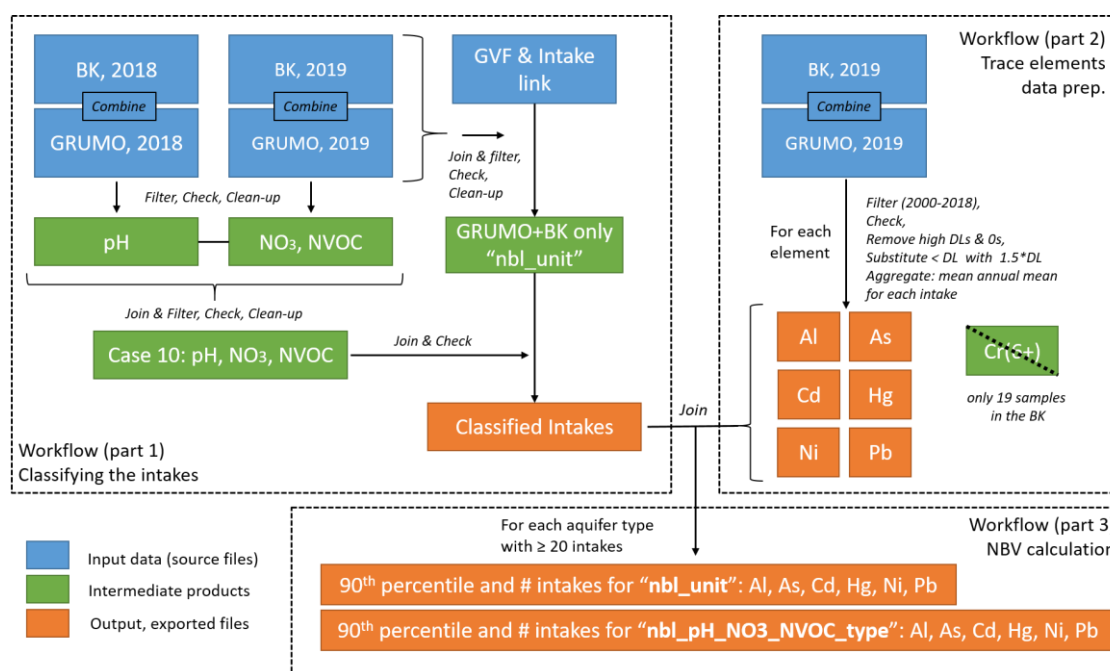 BK, 2018
Combine
GRUMO, 2018
BK, 2019
Combine
GRUMO, 2019
GVF & Intake
link
Join & filter,
Check,
Clean-up
Filter, Check, Clean-up
pH
NO₃, NVOC
GRUMO+BK only
“nbl_unit”
Join & Filter, Check, Clean-up
Case 10: pH, NO₃, NVOC
Join & Check
Classified Intakes
Workflow (part 1)
Classifying the intakes
Workflow (part 2)
Trace elements
data prep.
BK, 2019
Combine
GRUMO, 2019
For each
element
Filter (2000-2018),
Check,
Remove high DLs & 0s,
Substitute < DL with 1.5*DL
Aggregate: mean annual mean
for each intake
Al
As
Cd
Hg
Ni
Pb
Cr(6+)
only 19 samples
in the BK
Join
For each aquifer type
with ≥ 20 intakes
Workflow (part 3
NBV calculation
Input data (source files)
Intermediate products
Output, exported files
90th percentile and # intakes for “nbl_unit”: Al, As, Cd, Hg, Ni, Pb
90th percentile and # intakes for “nbl_pH_NO3_NVOC_type”: Al, As, Cd, Hg, Ni, Pb